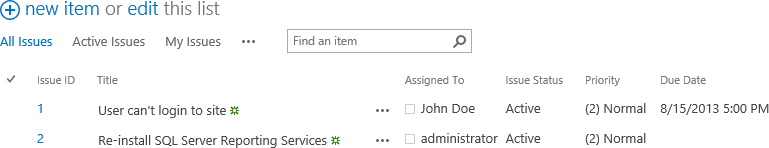 new item or edit this list
All Issues Active Issues My Issues ••• Find an item
Issue ID Title Assigned To Issue Status Priority Due Date
1 User can't login to site ••• John Doe Active (2) Normal 8/15/2013 5:00 PM
2 Re-install SQL Server Reporting Services ••• administrator Active (2) Normal